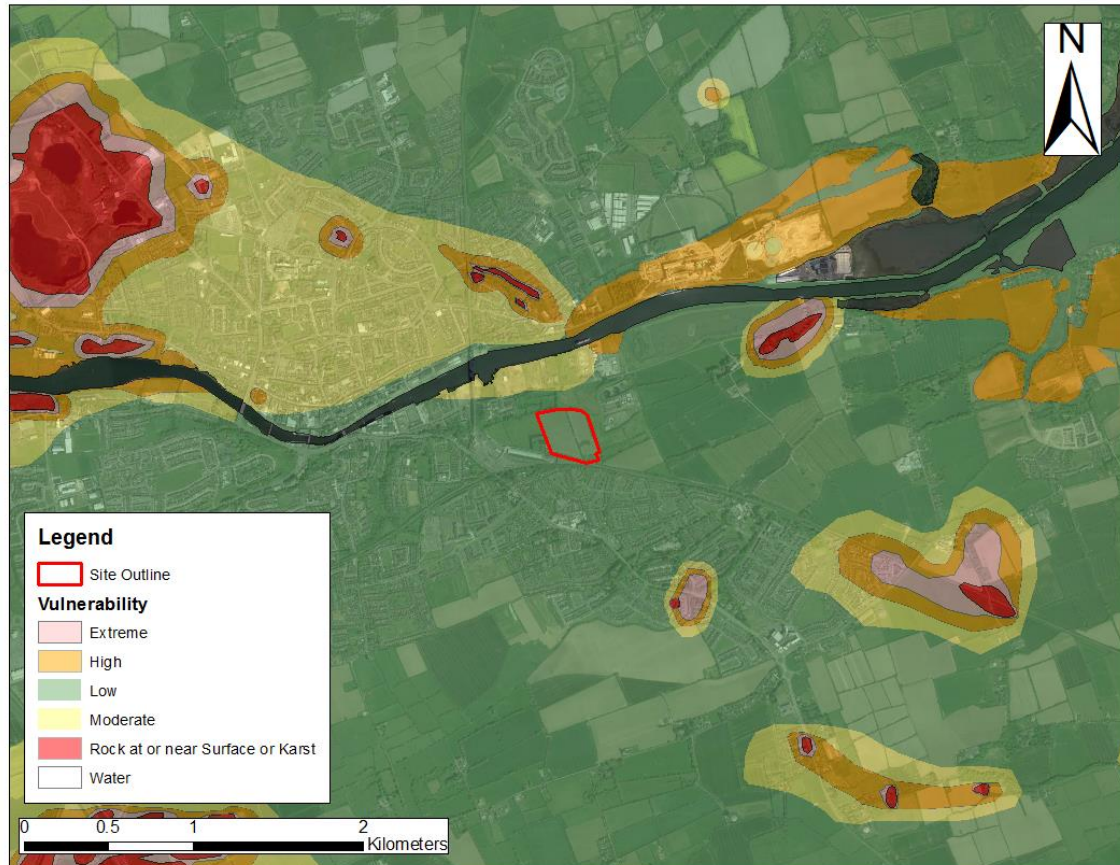 N
Legend
Site Outline
Vulnerability
Extreme
High
Low
Moderate
Rock at or near Surface or Karst
Water
0 0.5 1 2
Kilometers